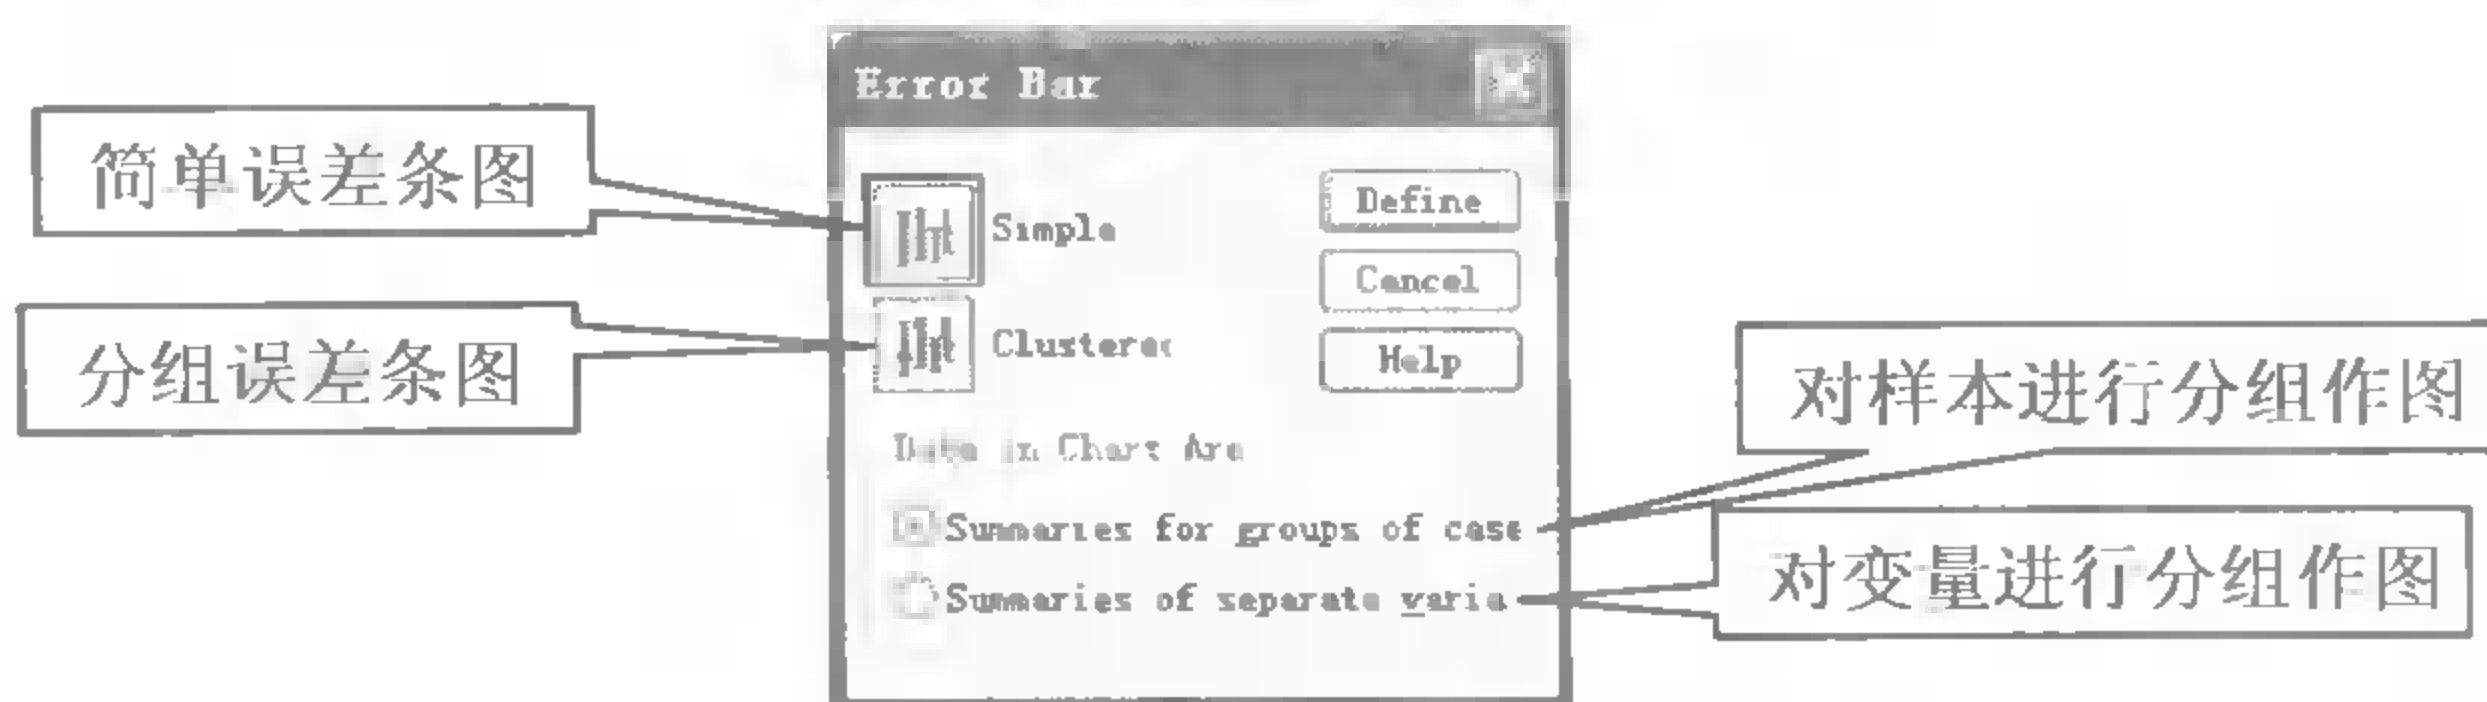 Error Bar
简单误差条图
Simple
Define
Cancel
分组误差条图
Clustered
Help
对样本进行分组作图
Data in Chart Are
Summaries for groups of case
对变量进行分组作图
Summaries of separate varia